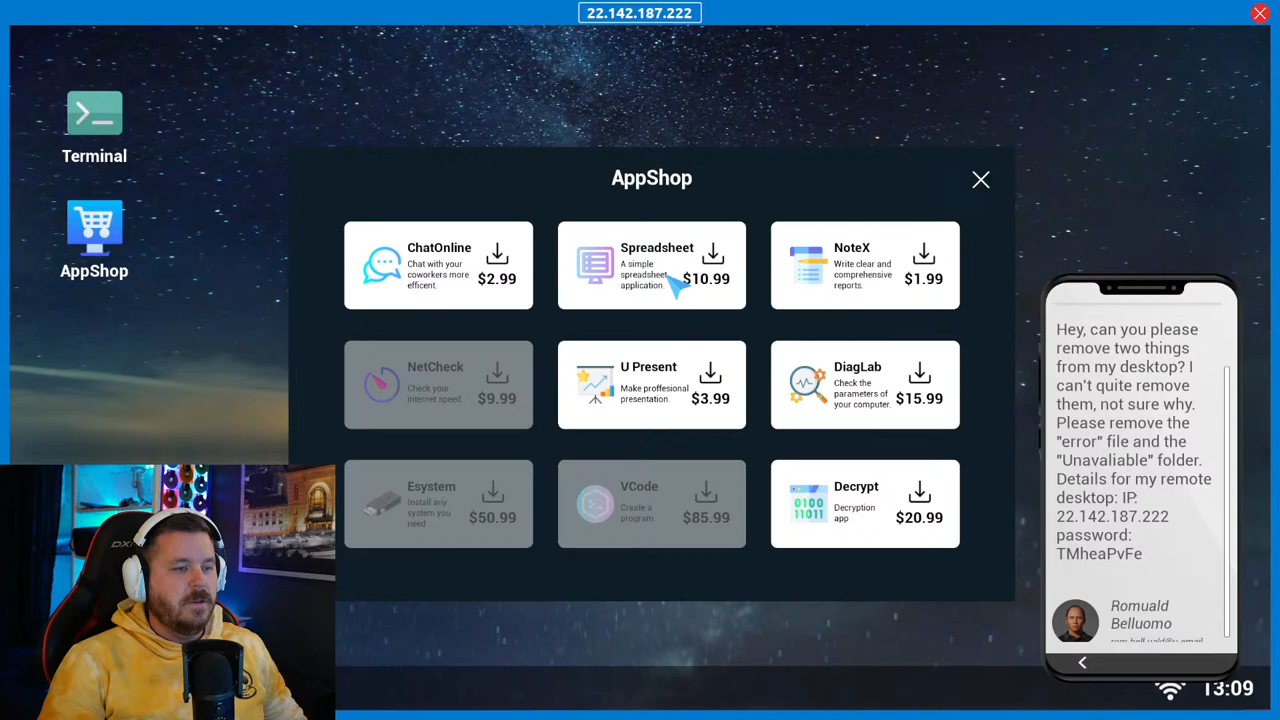 22.142.187.222
Terminal
AppShop
AppShop
ChatOnline
Chat with your
coworkers more
efficent.
$2.99
Spreadsheet
A simple
spreadsheet
application.
$10.99
NoteX
Write clear and
comprehensive
reports.
$1.99
NetCheck
Check your
internet speed
$9.99
U Present
Make proffesional
presentation.
$3.99
DiagLab
Check the
parameters of
your computer.
$15.99
Esystem
Install any
system you
need
$50.99
VCode
Create a
program
$85.99
Decrypt
Decryption
app
$20.99
Hey, can you please
remove two things
from my desktop? I
can't quite remove
them, not sure why.
Please remove the
"error" file and the
"Unavaliable" folder.
Details for my remote
desktop: IP:
22.142.187.222
password:
TMheaPvFe
Romuald
Belluomo
13:09